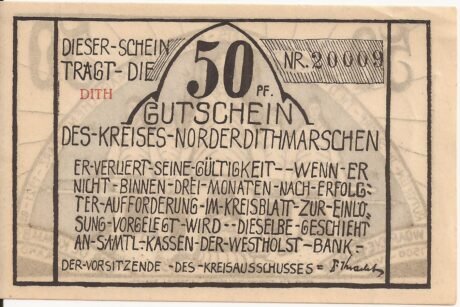 DIESER-SCHEIN
TRÄGT-DIE
50 PF.
NR. 20009
DITH
GUTSCHEIN
DES-KREISES-NORDERDITHMARSCHEN
ER-VERLIERT-SEINE-GÜLTIGKEIT--WENN-ER
NICHT-BINNEN-DREI-MONATEN-NACH-ERFOLG-
TER-AUFFORDERUNG-IM-KREISBLATT-ZUR-EINLÖ-
SUNG-VORGELEGT-WIRD--DIESELBE-GESCHIEHT
AN-SAMTL-KASSEN-DER-WESTHOLST-BANK-
DER-VORSITZENDE-DES-KREISAUSSCHUSSES=